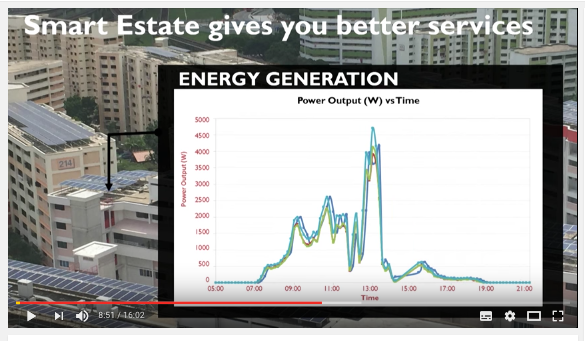 Smart Estate gives you better services
ENERGY GENERATION
Power Output (W) vs Time
5000
4500
4000
3500
3000
2500
2000
1500
1000
500
0
Power Output (W)
214
05:00 07:00 09:00 11:00 13:00 15:00 17:00 19:00 21:00
Time
8:51 / 16:02